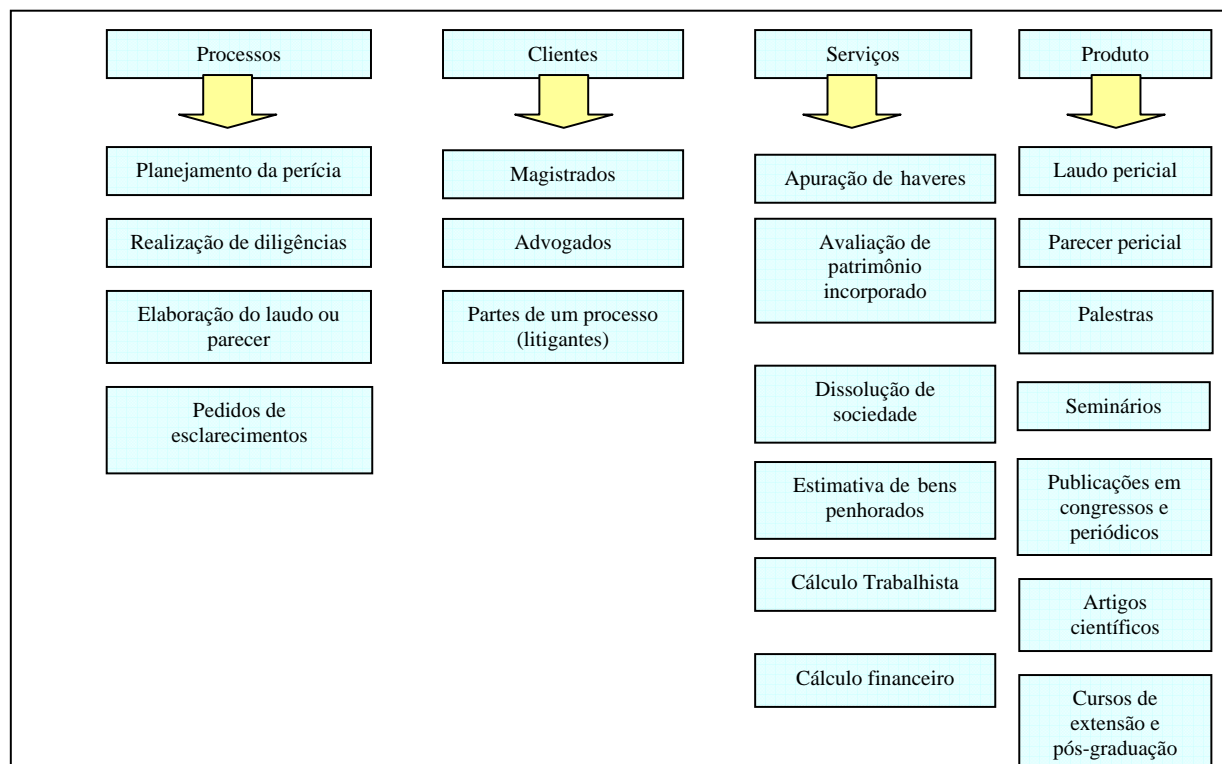 Processos
Planejamento da perícia
Realização de diligências
Elaboração do laudo ou
parecer
Pedidos de
esclarecimentos
Clientes
Magistrados
Advogados
Partes de um processo
(litigantes)
Serviços
Apuração de haveres
Avaliação de
patrimônio
incorporado
Dissolução de
sociedade
Estimativa de bens
penhorados
Cálculo Trabalhista
Cálculo financeiro
Produto
Laudo pericial
Parecer pericial
Palestras
Seminários
Publicações em
congressos e
periódicos
Artigos
científicos
Cursos de
extensão e
pós-graduação